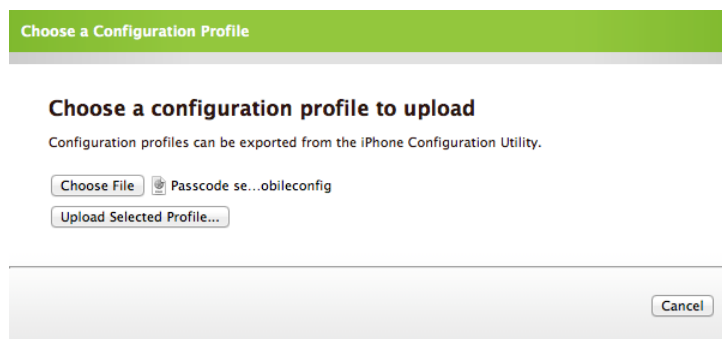 Choose a Configuration Profile
Choose a configuration profile to upload
Configuration profiles can be exported from the iPhone Configuration Utility.
Choose File Passcode se...obileconfig
Upload Selected Profile...
Cancel